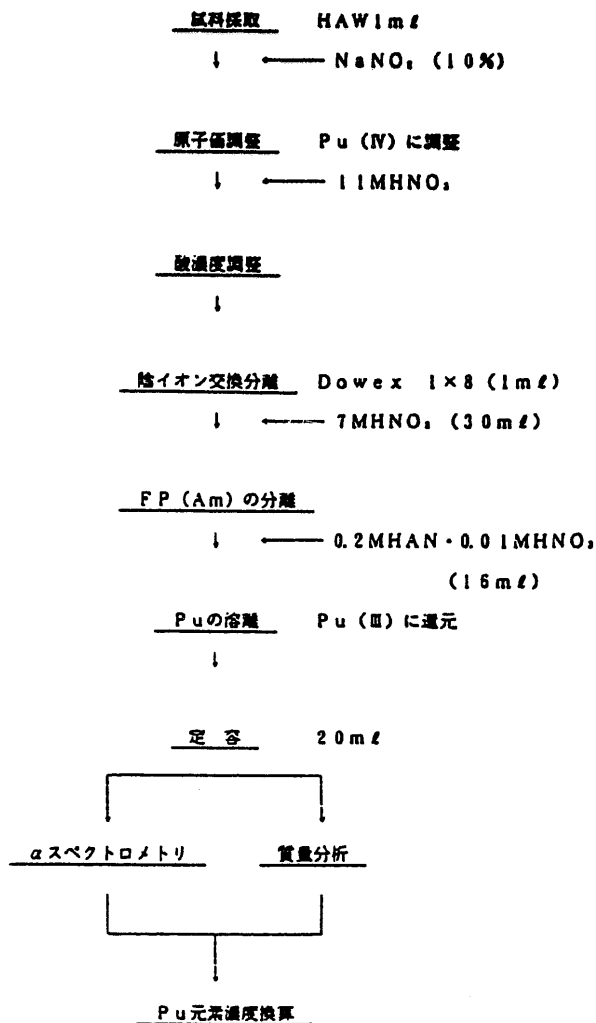 試料採取 HAW1mℓ
↓ ← NaNO₂ (10%)
原子価調整 Pu(Ⅳ)に調整
↓ ← 11MHNO₃
酸濃度調整
↓
陰イオン交換分離 Dowex 1×8(1mℓ)
↓ ← 7MHNO₃ (30mℓ)
FP(Am)の分離
↓ ← 0.2MHAN・0.01MHNO₃
(15mℓ)
Puの溶離 Pu(Ⅲ)に還元
↓
定容 20mℓ
αスペクトロメトリ 質量分析
Pu元素濃度換算